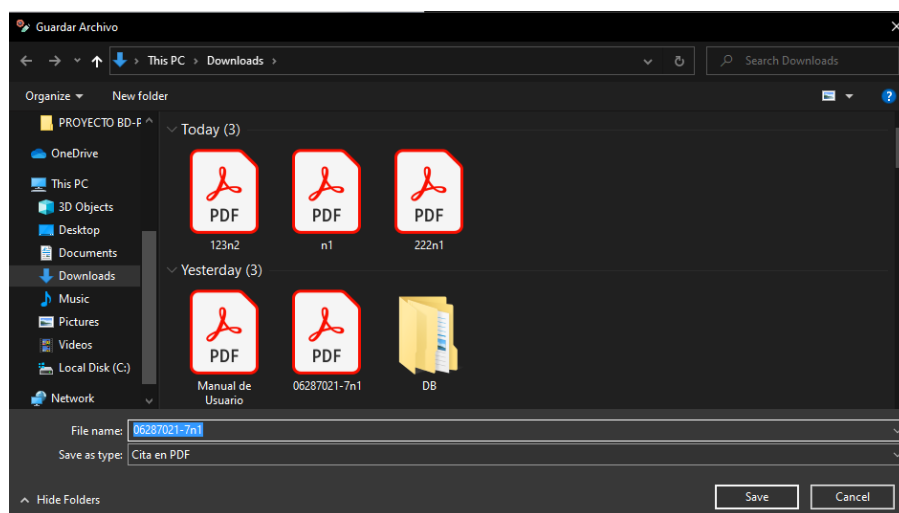 Guardar Archivo
This PC > Downloads >
Search Downloads
Organize
New folder
PROYECTO BD-F
OneDrive
This PC
3D Objects
Desktop
Documents
Downloads
Music
Pictures
Videos
Local Disk (C:)
Network
Today (3)
PDF
PDF
PDF
123n2
n1
222n1
Yesterday (3)
PDF
PDF
Manual de
Usuario
06287021-7n1
DB
File name: 06287021-7n1
Save as type: Cita en PDF
Hide Folders
Save
Cancel